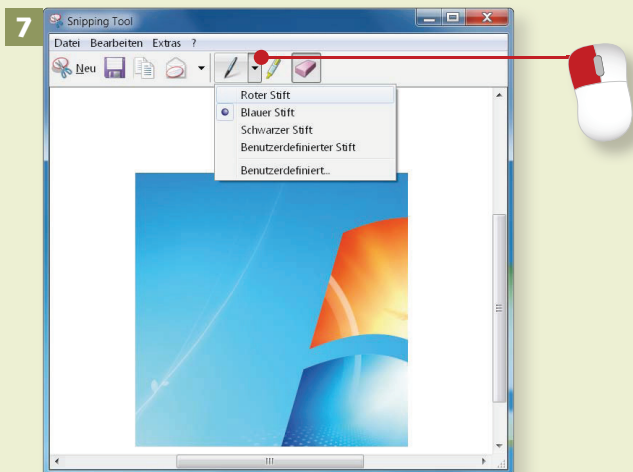 7
Snipping Tool
Datei Bearbeiten Extras ?
Neu
Roter Stift
Blauer Stift
Schwarzer Stift
Benutzerdefinierter Stift
Benutzerdefiniert...